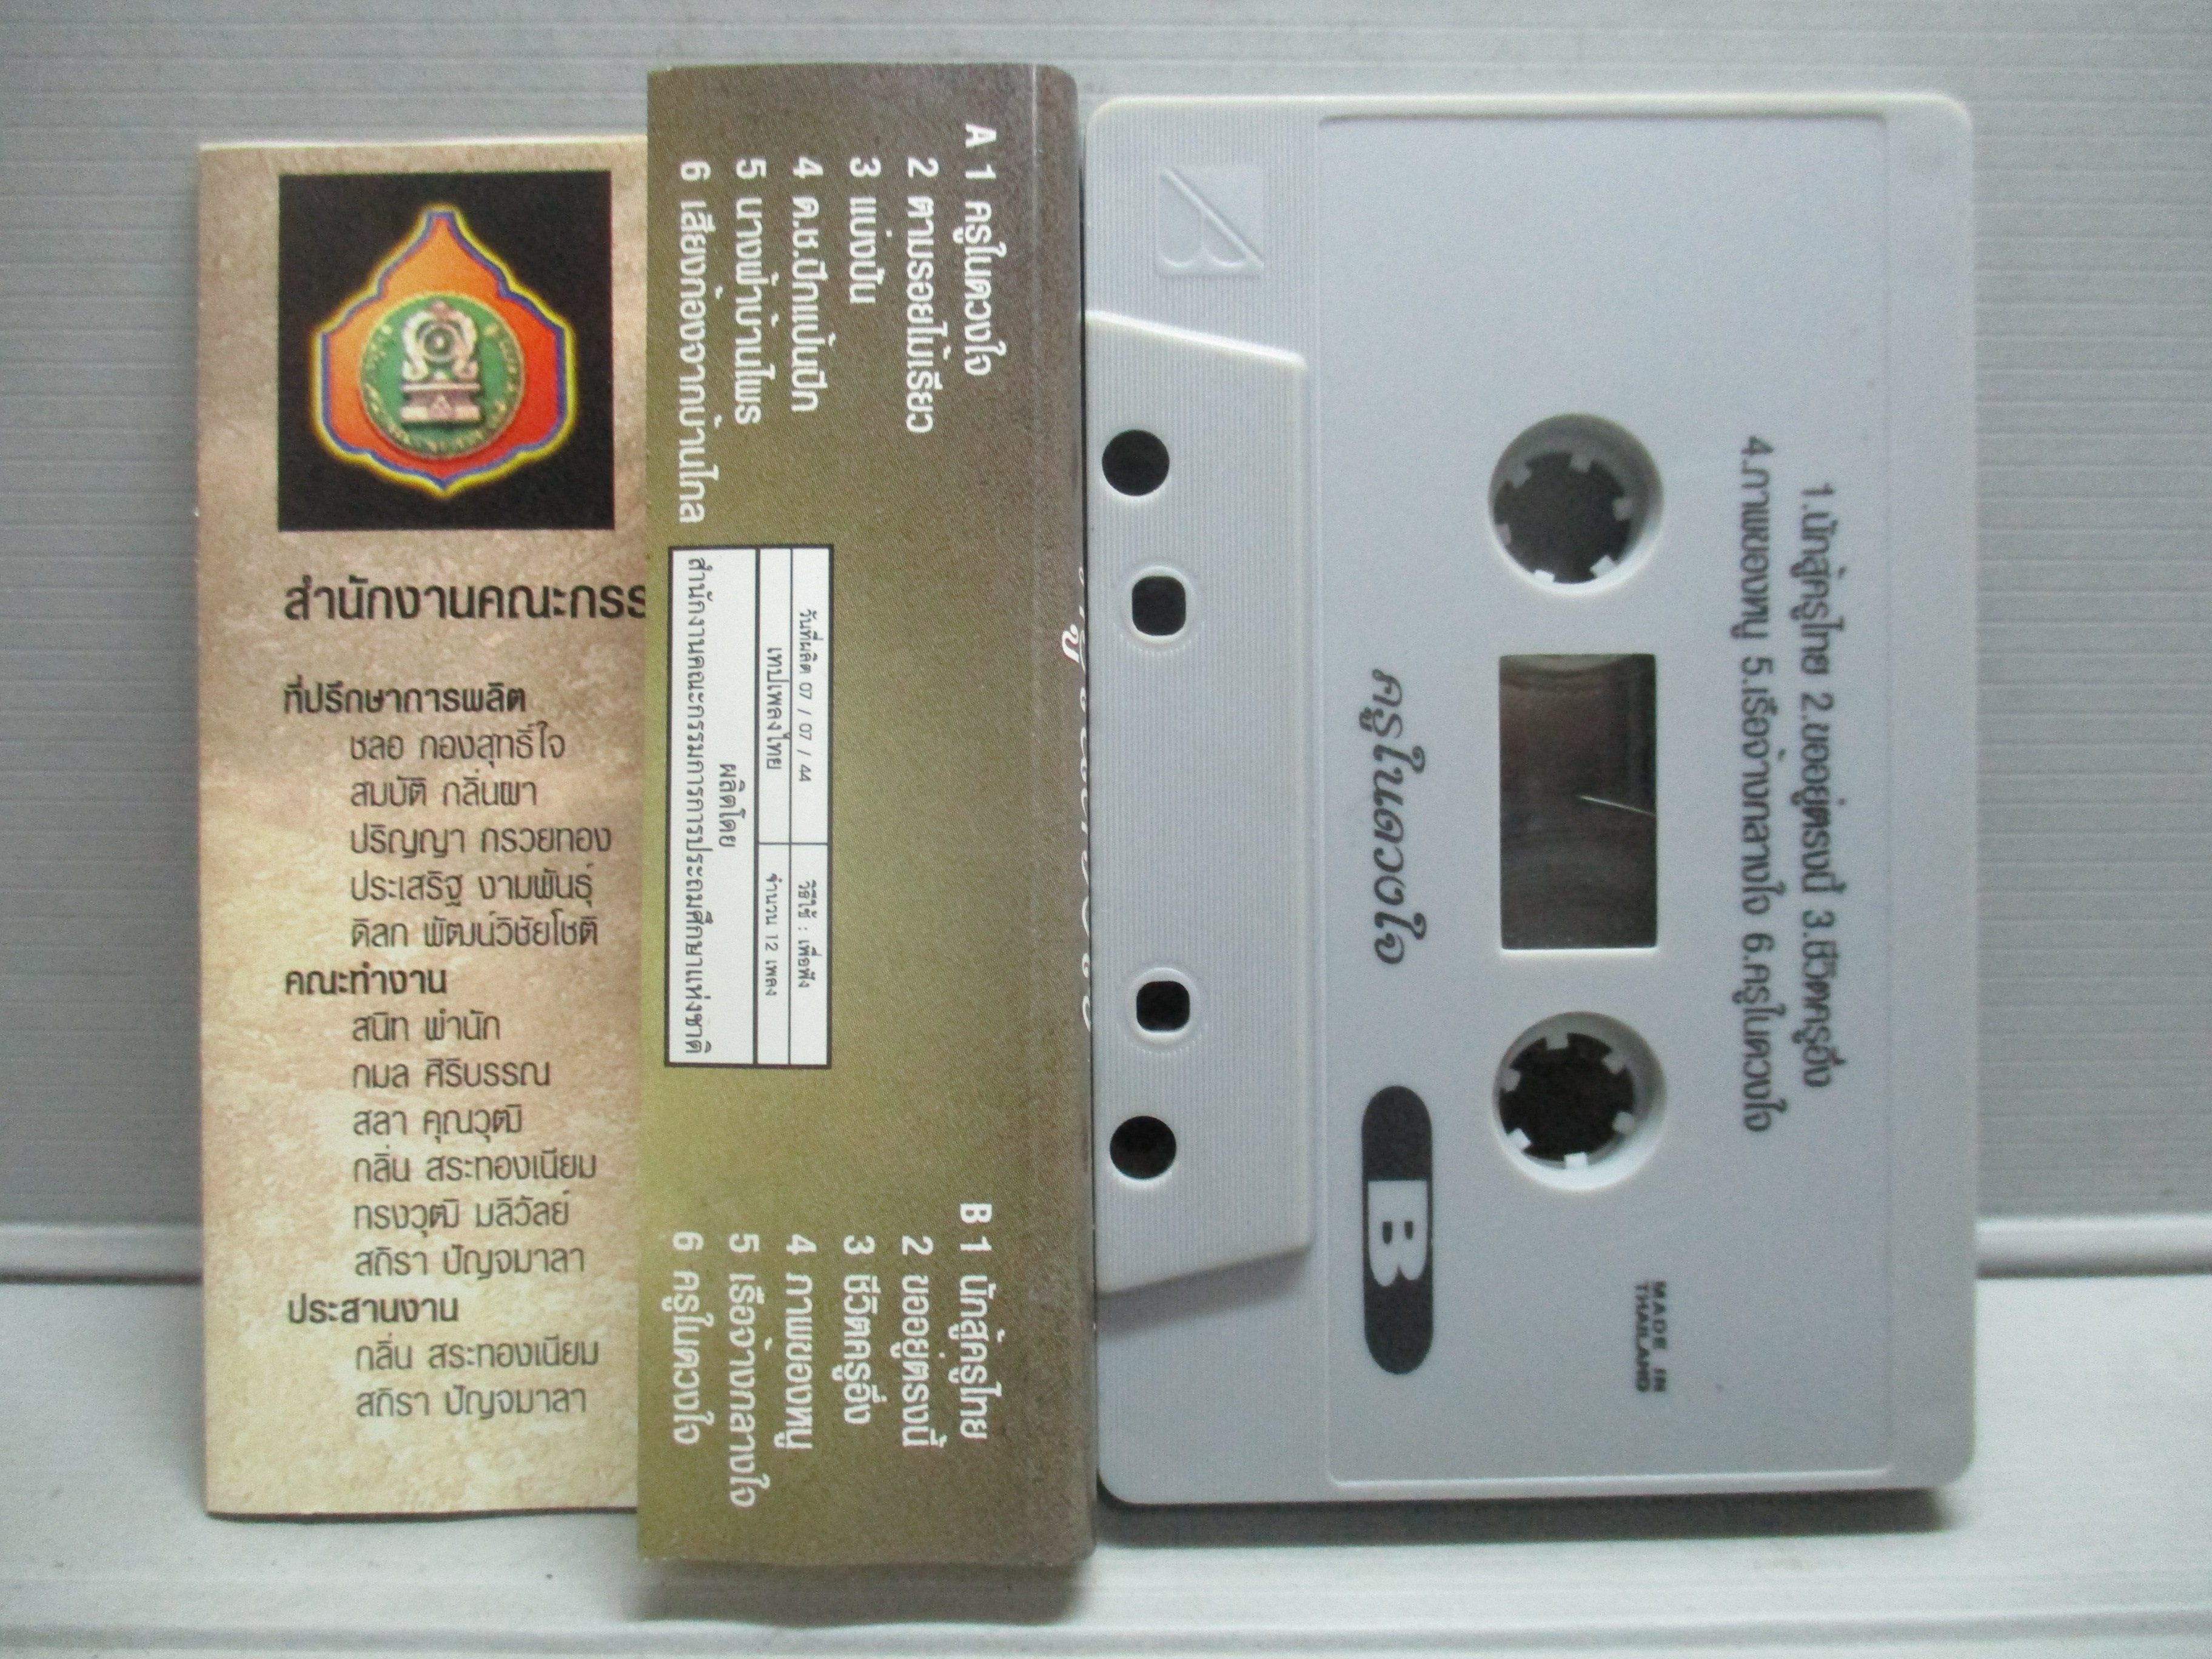 สำนักงานคณะกรร
ที่ปรึกษาการผลิต
ชลอ กองสุทธิ์ใจ
สมบัติ กลิ่นผา
ปริญญา กรวยทอง
ประเสริฐ งามพันธุ์
ดิลก พัฒน์วิชัยโชติ
คณะทำงาน
สนิท พำนัก
กมล ศิริบรรณ
สลา คุณวุฒิ
กลิ่น สระทองเนียม
ทรงวุฒิ มลิวัลย์
สถิรา ปัญจมาลา
ประสานงาน
กลิ่น สระทองเนียม
สถิรา ปัญจมาลา
A 1 ครูในดวงใจ
2 ตามรอยไม้เรียว
3 แบ่งปัน
4 ด.ช.ปึกแป้นปึก
5 นางฟ้าบ้านไพร
6 เสียงก้องจากบ้านไกล
วันที่ผลิต 07 / 07 / 44
วิธีใช้ : เพื่อฟัง
เทปเพลงไทย
จำนวน 12 เพลง
ผลิตโดย
สำนักงานคณะกรรมการการประถมศึกษาแห่งชาติ
B 1 นักสู้ครูไทย
2 ขออยู่ตรงนี้
3 ชีวิตครูอึ่ง
4 ภาพของหนู
5 เรือจ้างกลางใจ
6 ครูในดวงใจ
1.นักสู้ครูไทย 2.ขออยู่ตรงนี้ 3.ชีวิตครูอึ่ง
4.ภาพของหนู 5.เรือจ้างกลางใจ 6.ครูในดวงใจ
ครูในดวงใจ
B
MADE IN
THAILAND
B